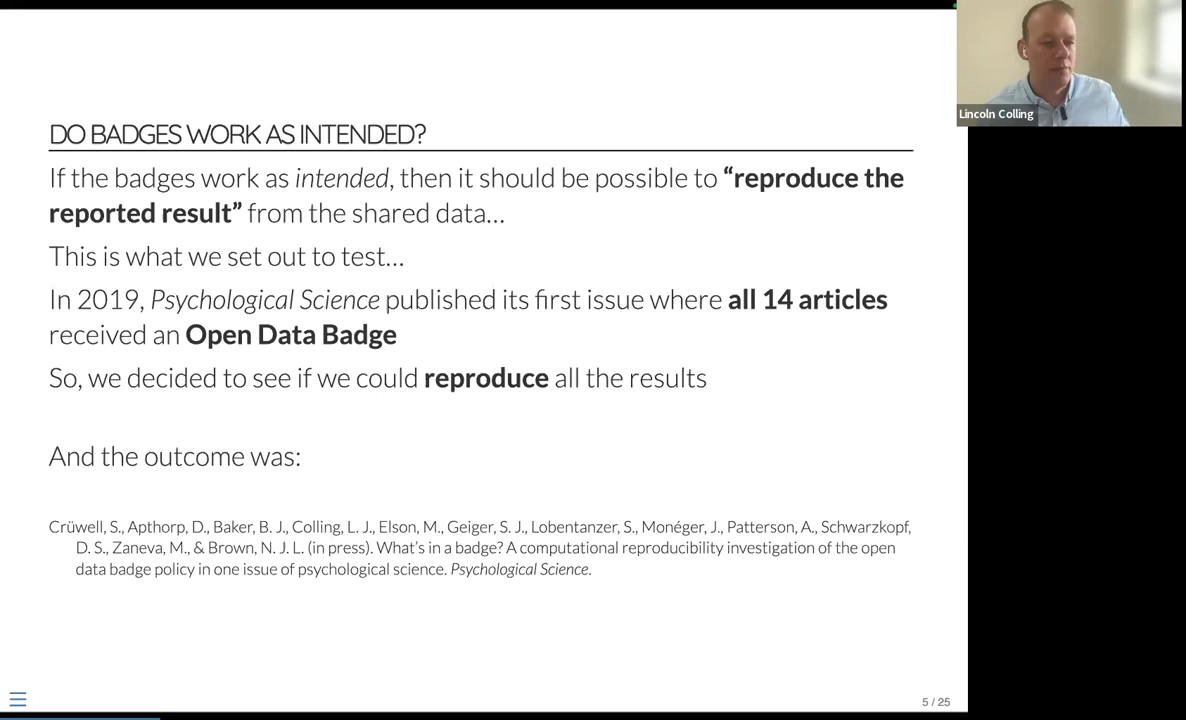 Lincoln Colling
DO BADGES WORK AS INTENDED?
If the badges work as intended, then it should be possible to “reproduce the
reported result” from the shared data...
This is what we set out to test...
In 2019, Psychological Science published its first issue where all 14 articles
received an Open Data Badge
So, we decided to see if we could reproduce all the results
And the outcome was:
Crüwell, S., Apthorp, D., Baker, B. J., Colling, L. J., Elson, M., Geiger, S. J., Lobentanzer, S., Monéger, J., Patterson, A., Schwarzkopf,
D. S., Zaneva, M., & Brown, N. J. L. (in press). What’s in a badge? A computational reproducibility investigation of the open
data badge policy in one issue of psychological science. Psychological Science.
5 / 25